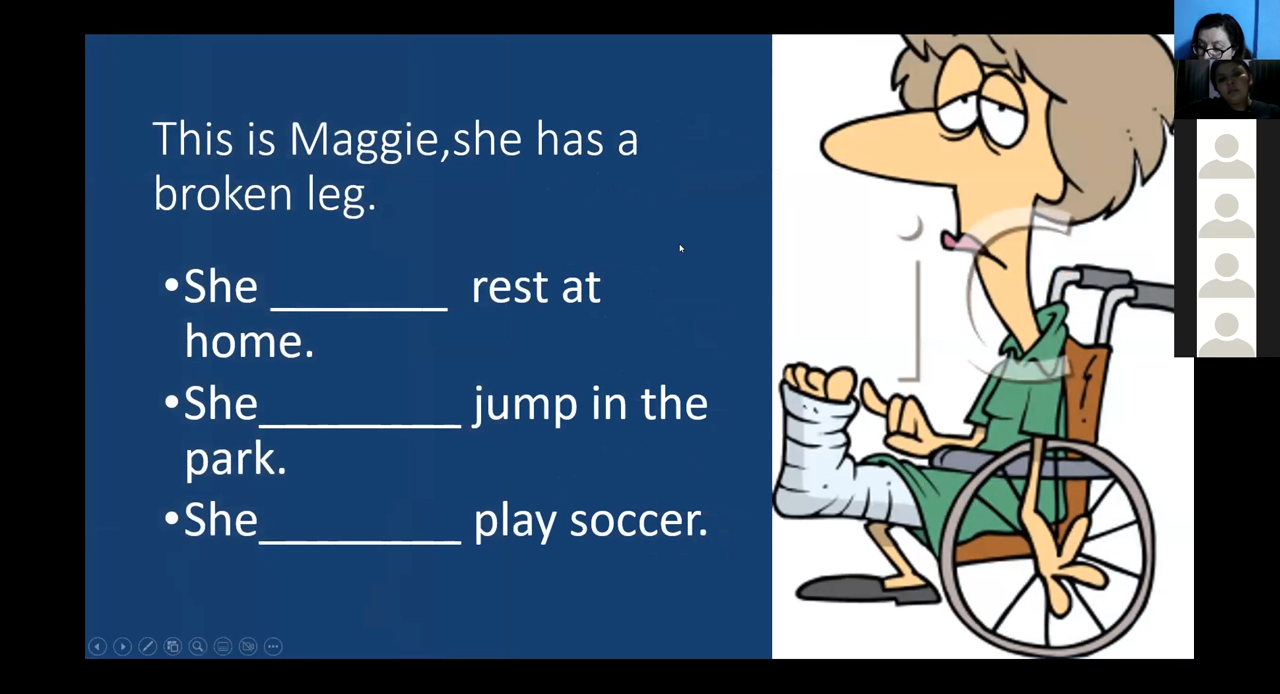 This is Maggie,she has a
broken leg.
•She ________ rest at
home.
•She_________ jump in the
park.
•She_________ play soccer.